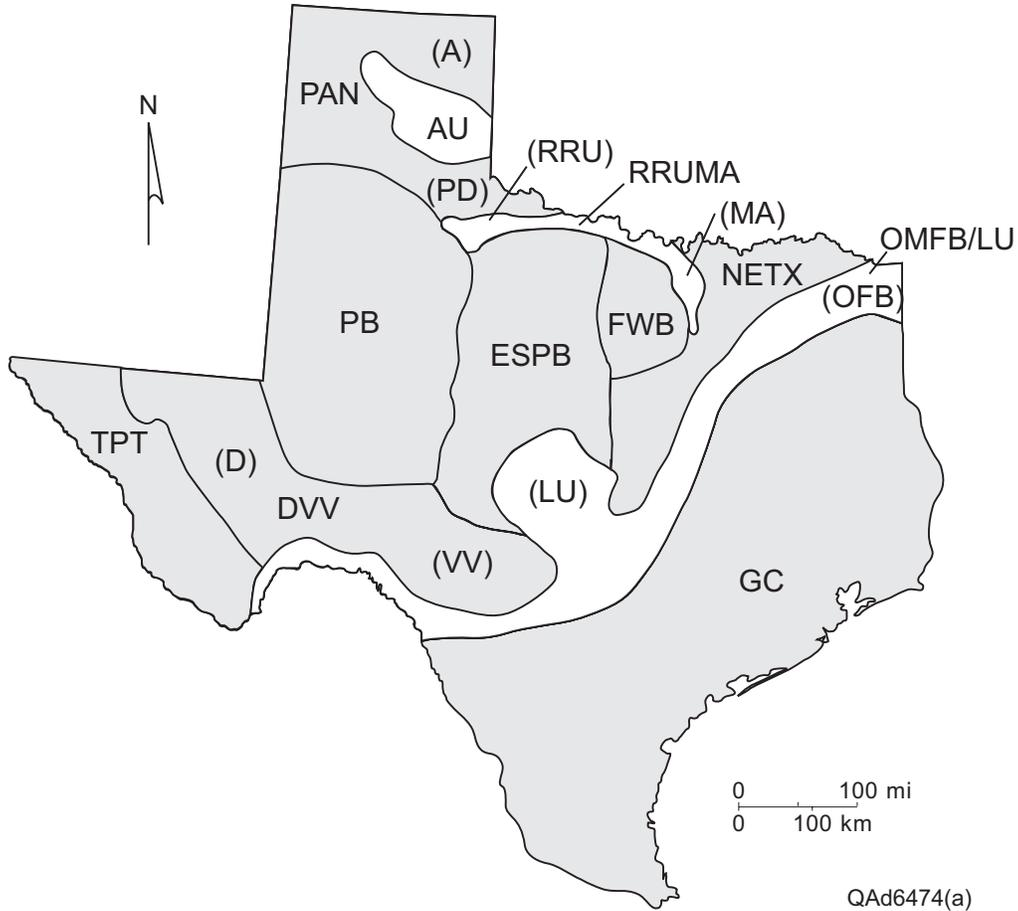 (A)
PAN
N
AU
(RRU)
RRUMA
(PD)
(MA)
OMFB/LU
NETX
(OFB)
PB
FWB
ESPB
TPT
(D)
(LU)
DVV
(VV)
GC
0 100 mi
0 100 km
QAd6474(a)